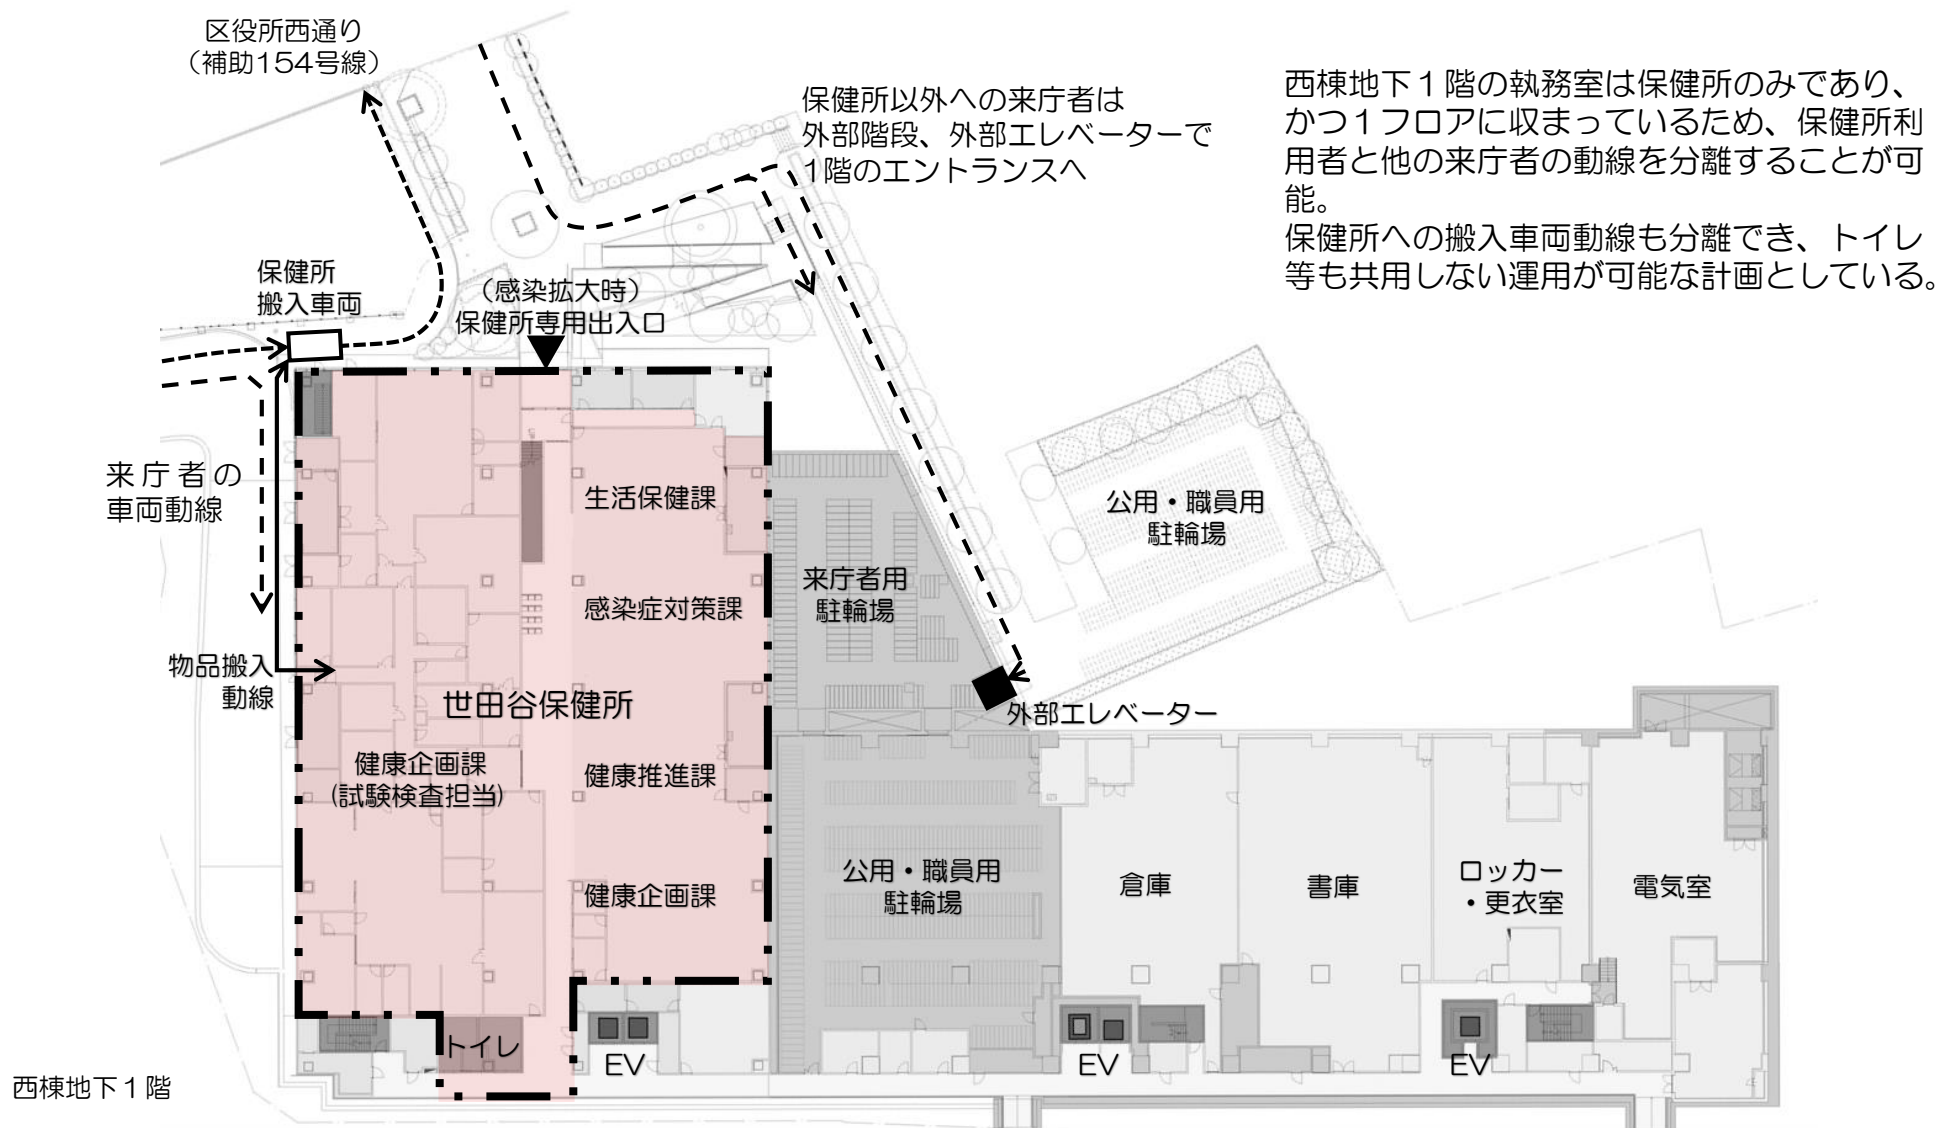 区役所西通り
（補助154号線）
保健所以外への来庁者は
外部階段、外部エレベーターで
1階のエントランスへ
西棟地下１階の執務室は保健所のみであり、
かつ１フロアに収まっているため、保健所利
用者と他の来庁者の動線を分離することが可
能。
保健所への搬入車両動線も分離でき、トイレ
等も共用しない運用が可能な計画としている。
保健所
搬入車両
（感染拡大時）
保健所専用出入口
来庁者の
車両動線
生活保健課
公用・職員用
駐輪場
来庁者用
駐輪場
感染症対策課
物品搬入
動線
世田谷保健所
外部エレベーター
健康企画課
(試験検査担当)
健康推進課
健康企画課
公用・職員用
駐輪場
倉庫
書庫
ロッカー
・更衣室
電気室
トイレ
EV
EV
EV
西棟地下１階